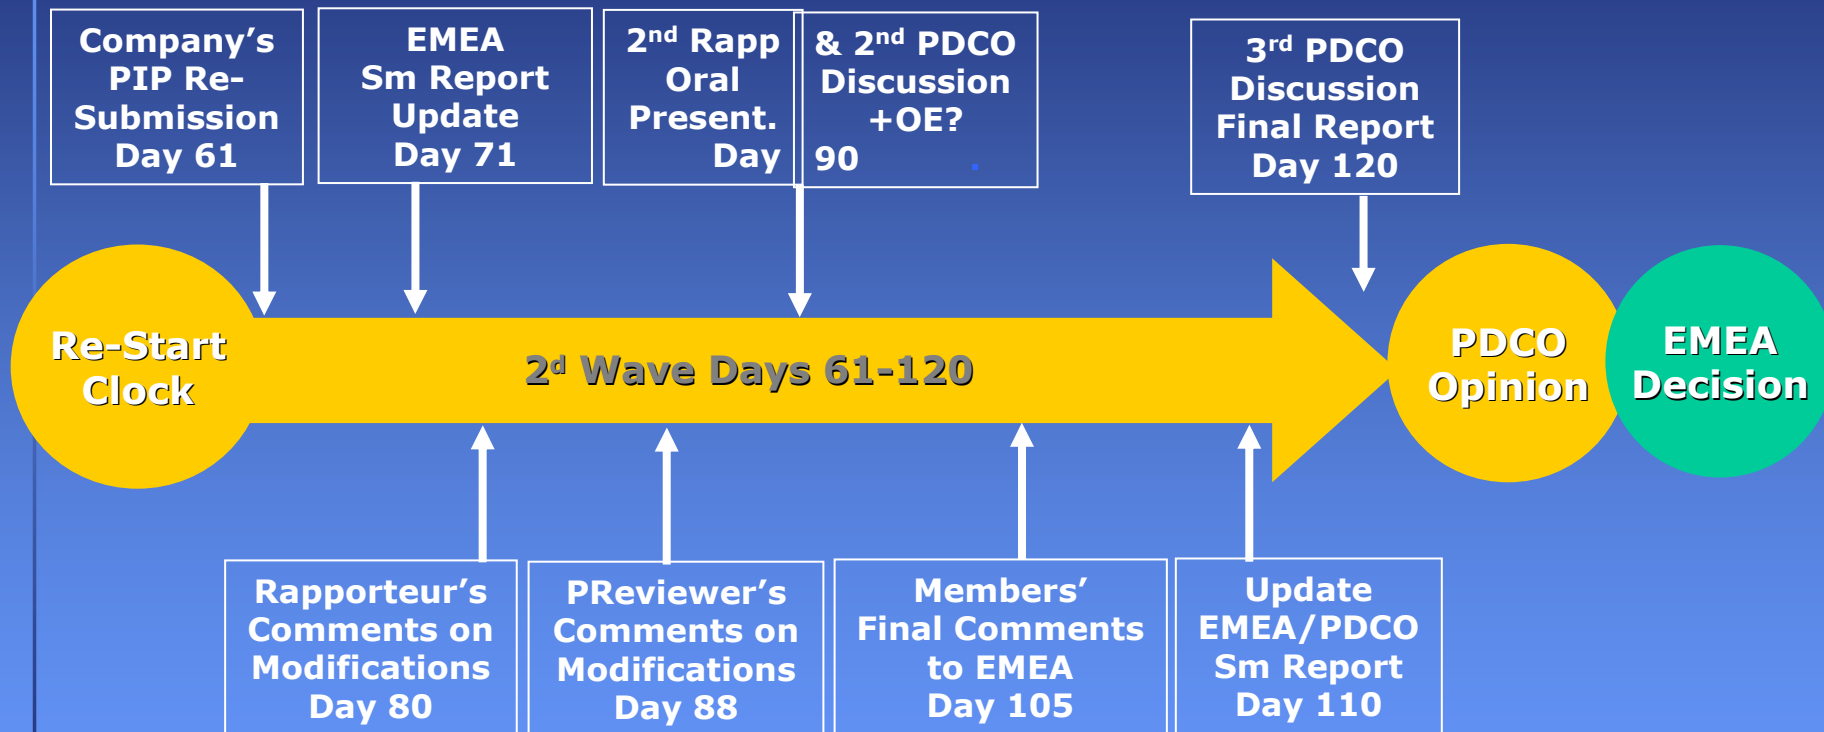 Company’s
PIP Re-
Submission
Day 61
EMEA
Sm Report
Update
Day 71
2nd Rapp
Oral
Present.
Day
& 2nd PDCO
Discussion
+OE?
90
3rd PDCO
Discussion
Final Report
Day 120
Re-Start
Clock
2d Wave Days 61-120
PDCO
Opinion
EMEA
Decision
Rapporteur’s
Comments on
Modifications
Day 80
PReviewer’s
Comments on
Modifications
Day 88
Members’
Final Comments
to EMEA
Day 105
Update
EMEA/PDCO
Sm Report
Day 110